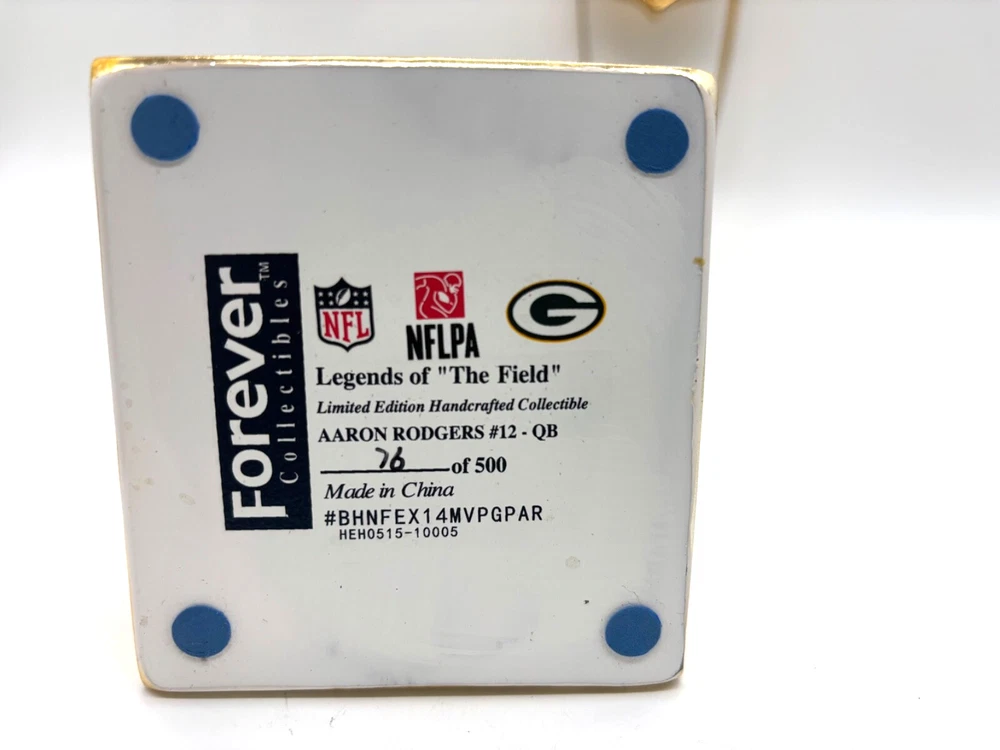 Forever™
Collectibles
NFL
NFLPA
G
Legends of "The Field"
Limited Edition Handcrafted Collectible
AARON RODGERS #12 - QB
76 of 500
Made in China
#BHNFEX14MVPGPAR
HEH0515-10005